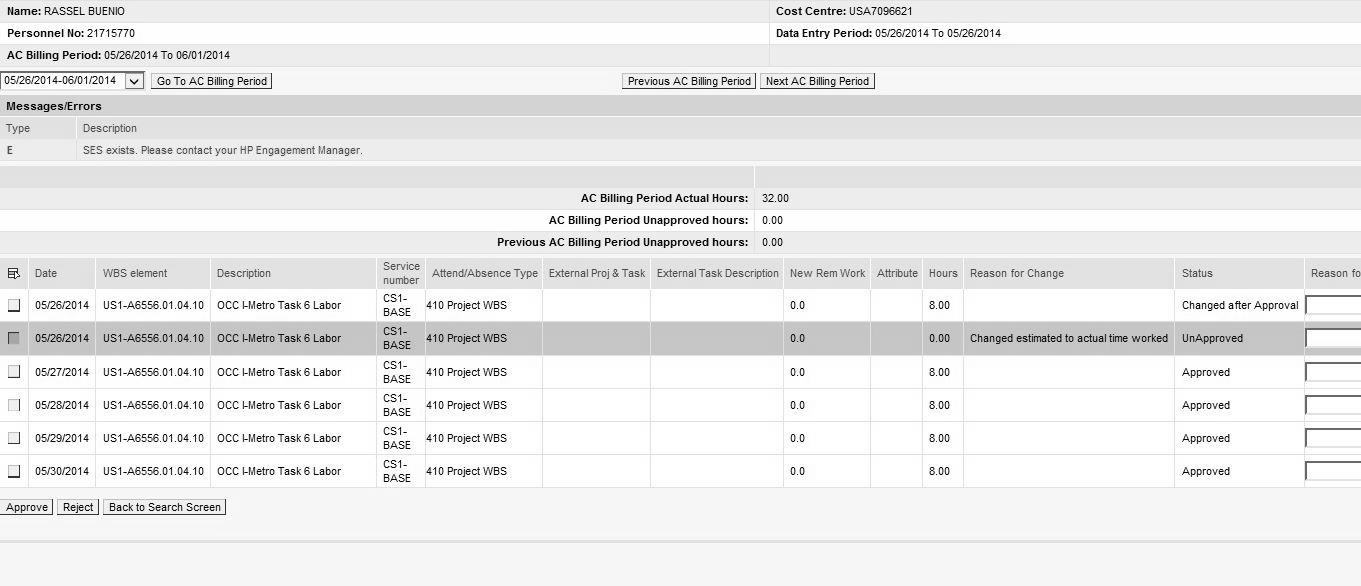 Name: RASSEL BUENIO Cost Centre: USA7096621
Personnel No: 21715770 Data Entry Period: 05/26/2014 To 05/26/2014
AC Billing Period: 05/26/2014 To 06/01/2014
05/26/2014-06/01/2014 Go To AC Billing Period Previous AC Billing Period Next AC Billing Period
Messages/Errors
Type Description
E SES exists. Please contact your HP Engagement Manager.
AC Billing Period Actual Hours: 32.00
AC Billing Period Unapproved hours: 0.00
Previous AC Billing Period Unapproved hours: 0.00
Date WBS element Description Service number Attend/Absence Type External Proj & Task External Task Description New Rem Work Attribute Hours Reason for Change Status Reason fo
05/26/2014 US1-A6556.01.04.10 OCC I-Metro Task 6 Labor CS1-BASE 410 Project WBS 0.0 8.00 Changed after Approval
05/26/2014 US1-A6556.01.04.10 OCC I-Metro Task 6 Labor CS1-BASE 410 Project WBS 0.0 0.00 Changed estimated to actual time worked UnApproved
05/27/2014 US1-A6556.01.04.10 OCC I-Metro Task 6 Labor CS1-BASE 410 Project WBS 0.0 8.00 Approved
05/28/2014 US1-A6556.01.04.10 OCC I-Metro Task 6 Labor CS1-BASE 410 Project WBS 0.0 8.00 Approved
05/29/2014 US1-A6556.01.04.10 OCC I-Metro Task 6 Labor CS1-BASE 410 Project WBS 0.0 8.00 Approved
05/30/2014 US1-A6556.01.04.10 OCC I-Metro Task 6 Labor CS1-BASE 410 Project WBS 0.0 8.00 Approved
Approve Reject Back to Search Screen